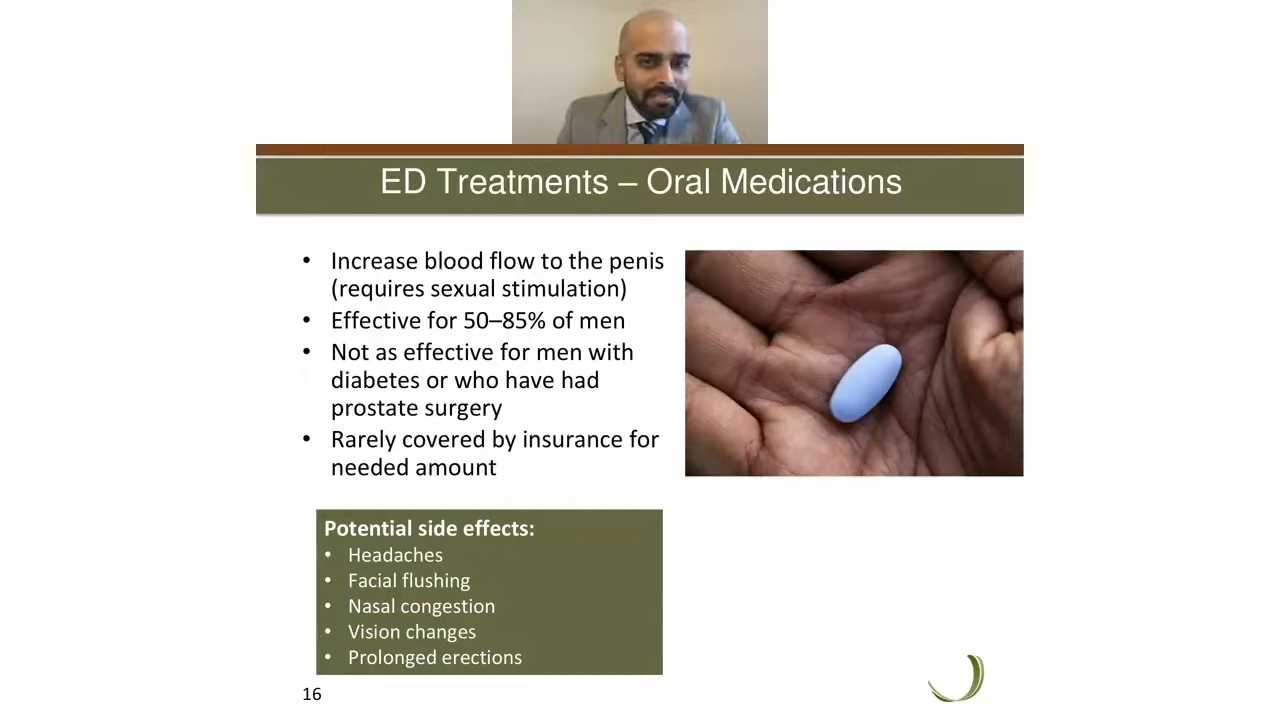 ED Treatments – Oral Medications
• Increase blood flow to the penis
(requires sexual stimulation)
• Effective for 50–85% of men
• Not as effective for men with
diabetes or who have had
prostate surgery
• Rarely covered by insurance for
needed amount
Potential side effects:
• Headaches
• Facial flushing
• Nasal congestion
• Vision changes
• Prolonged erections
16